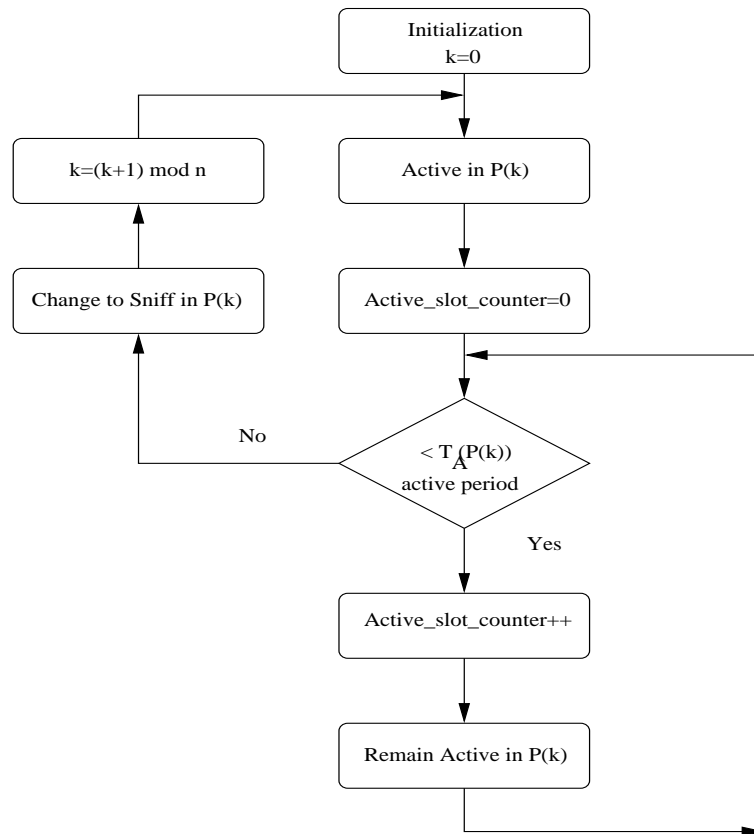 Initialization
k=0
k=(k+1) mod n
Active in P(k)
Change to Sniff in P(k)
Active_slot_counter=0
No
< T (P(k))
A
active period
Yes
Active_slot_counter++
Remain Active in P(k)